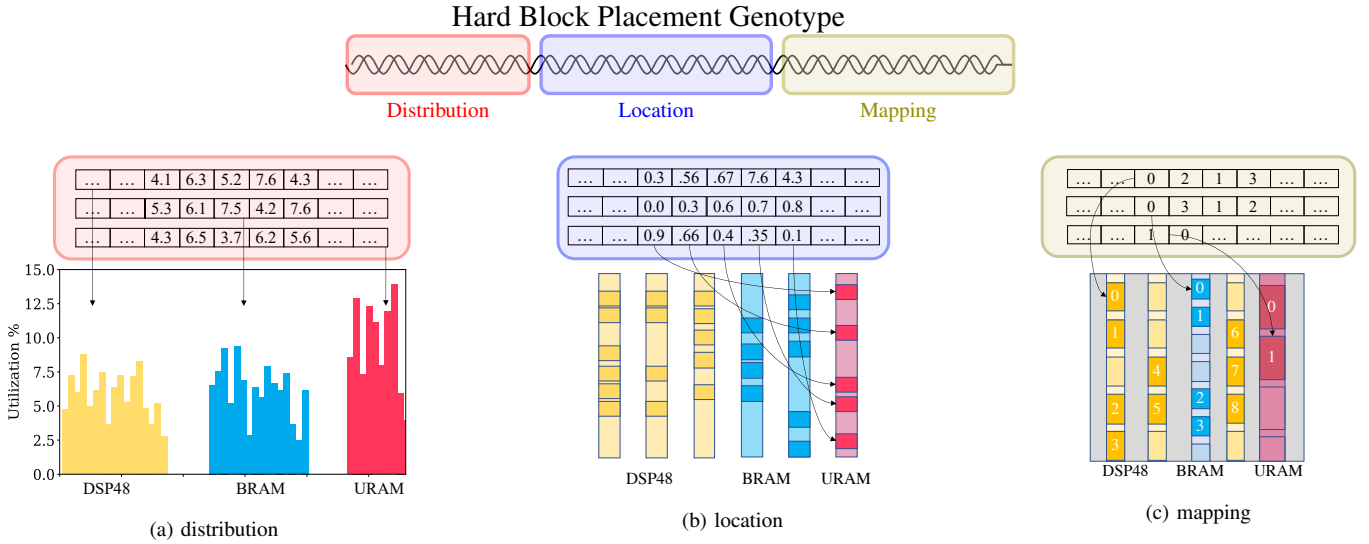 Hard Block Placement Genotype
Distribution
Location
Mapping
... ... 4.1 6.3 5.2 7.6 4.3 ... ...
... ... 5.3 6.1 7.5 4.2 7.6 ... ...
... ... 4.3 6.5 3.7 6.2 5.6 ... ...
15.0
12.5
10.0
7.5
5.0
2.5
0.0
Utilization %
DSP48
BRAM
URAM
(a) distribution
... ... 0.3 .56 .67 7.6 4.3 ... ...
... ... 0.0 0.3 0.6 0.7 0.8 ... ...
... ... 0.9 .66 0.4 .35 0.1 ... ...
DSP48
BRAM
URAM
(b) location
... ... 0 2 1 3 ... ...
... ... 0 3 1 2 ... ...
... ... 1 0 ... ... ... ...
0
1
2
3
4
5
0
1
2
3
6
7
8
0
1
DSP48
BRAM
URAM
(c) mapping